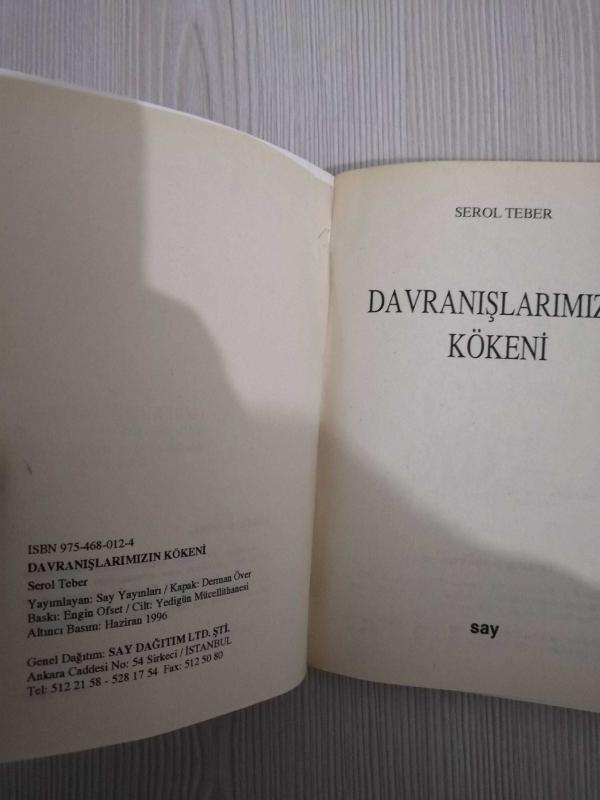 ISBN 975-468-012-4
DAVRANIŞLARIMIZIN KÖKENİ
Serol Teber
Yayımlayan: Say Yayınları / Kapak: Derman Över
Baskı: Engin Ofset / Cilt: Yedigün Mücellithanesi
Altıncı Basım: Haziran 1996
Genel Dağıtım: SAY DAĞITIM LTD. ŞTİ.
Ankara Caddesi No: 54 Sirkeci / İSTANBUL
Tel: 512 21 58 - 528 17 54 Fax: 512 50 80
SEROL TEBER
DAVRANIŞLARIMIZ
KÖKENİ
say